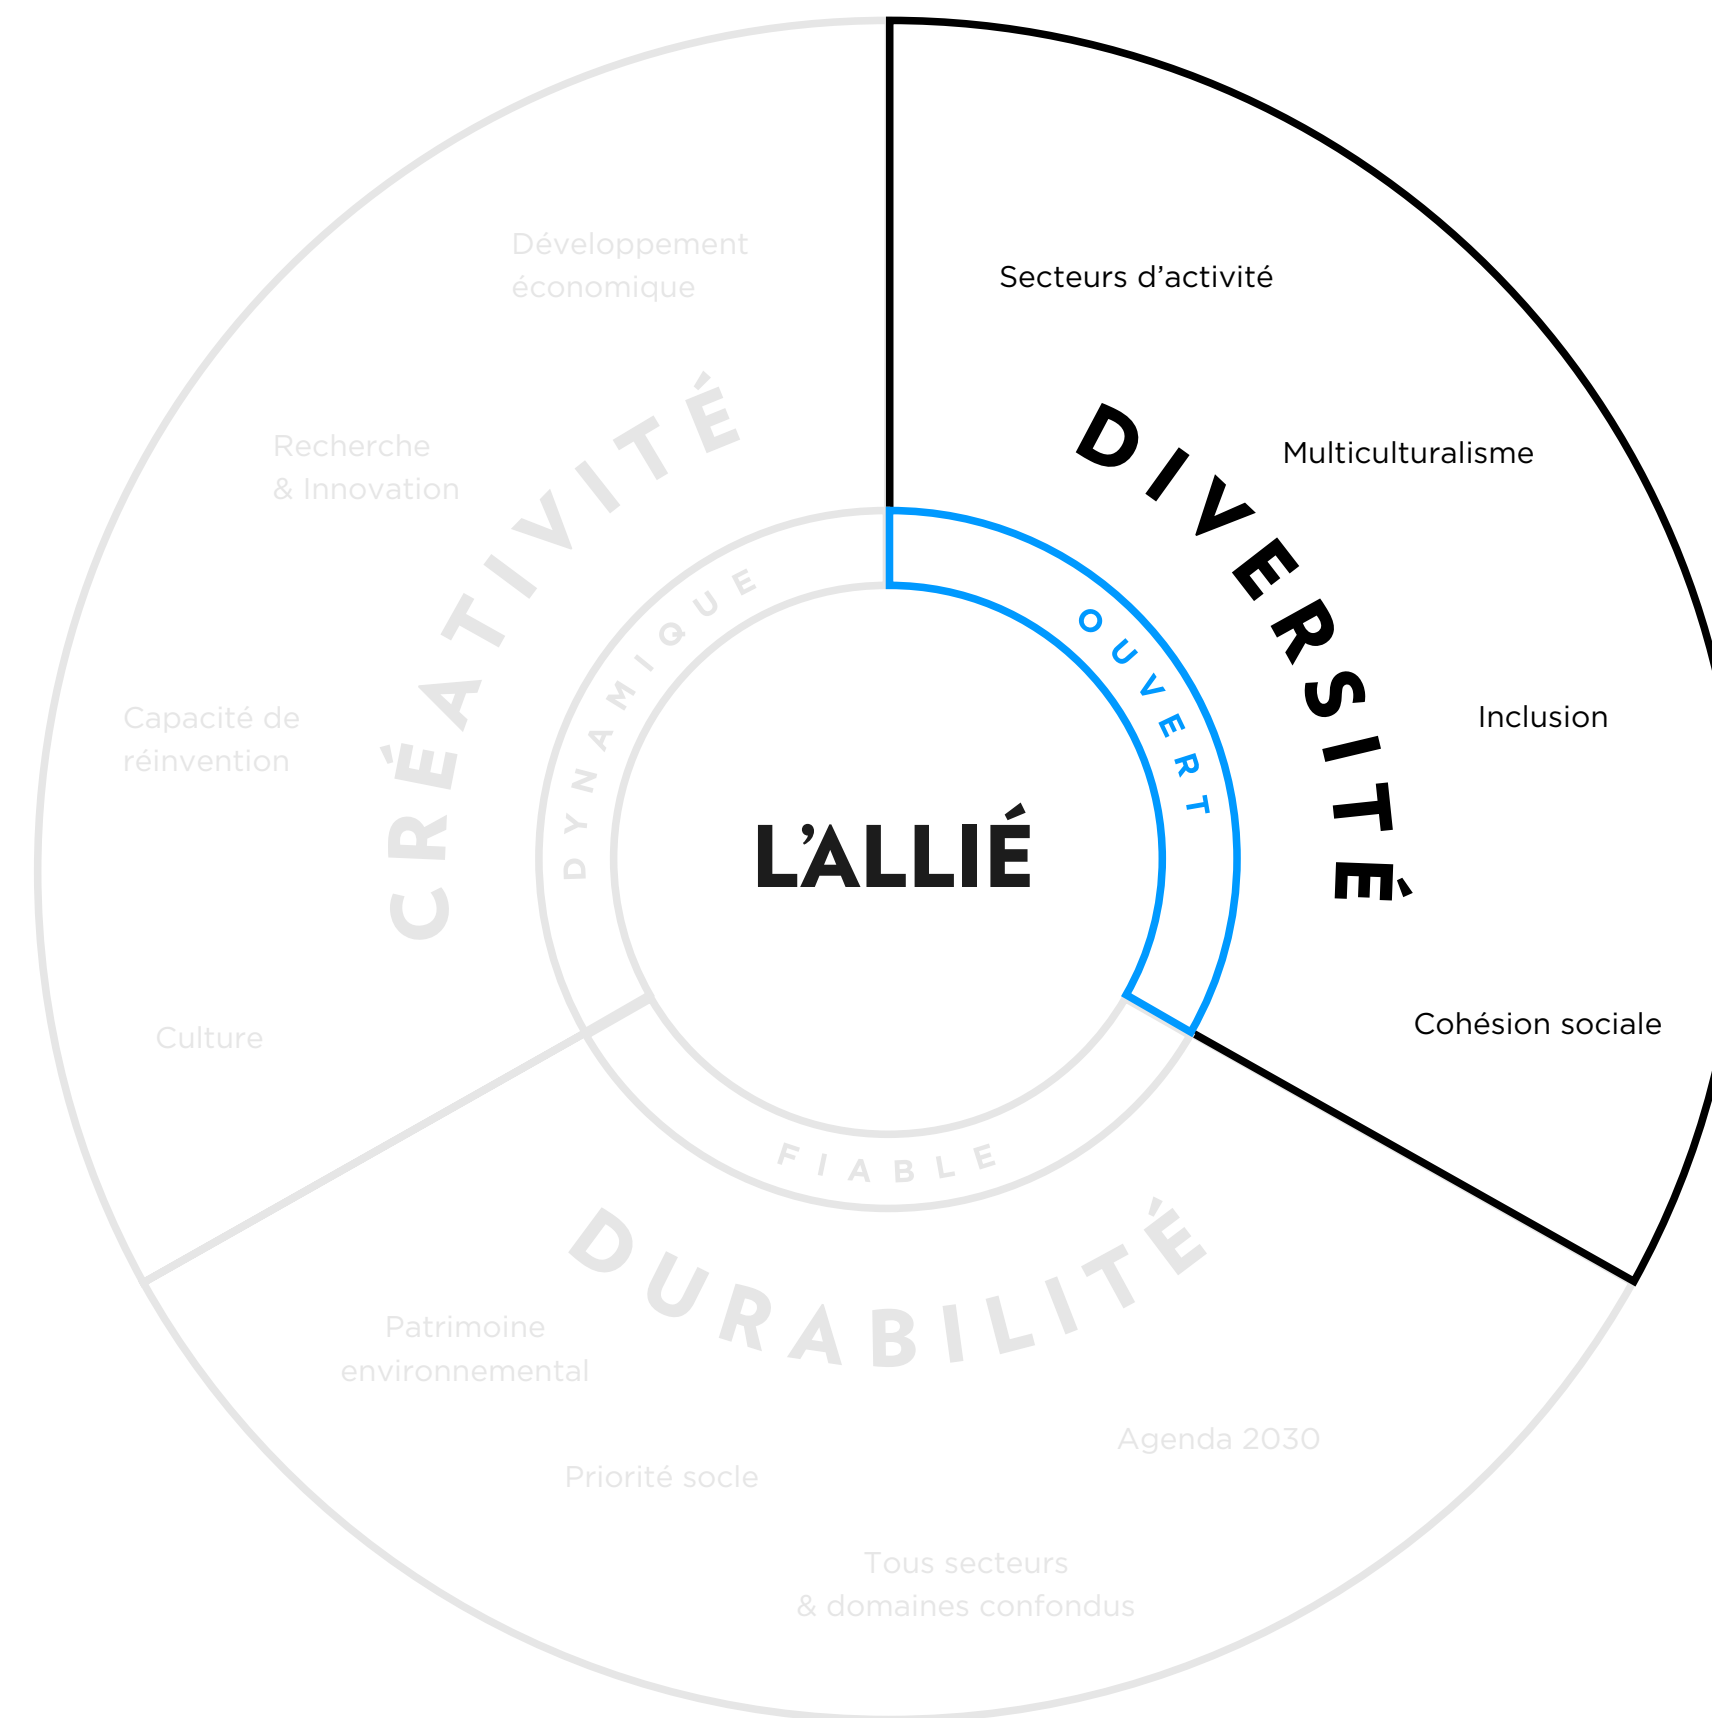 Développement
économique
Secteurs d’activité
Recherche
& Innovation
CRÉATIVITÉ
DIVERSITÉ
Multiculturalisme
DYNAMIQUE
OUVERT
Capacité de
réinvention
Inclusion
L’ALLIÉ
Culture
Cohésion sociale
FIABLE
DURABILITÉ
Patrimoine
environnemental
Agenda 2030
Priorité socle
Tous secteurs
& domaines confondus